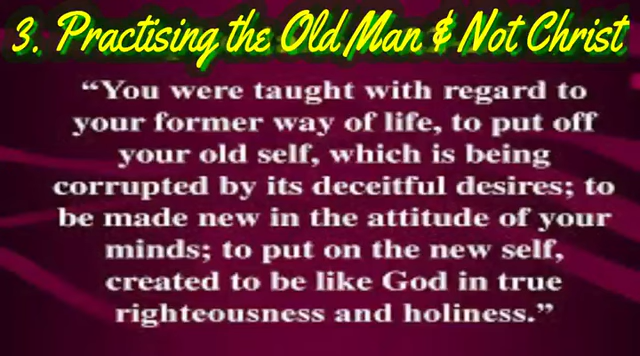 3. Practising the Old Man & Not Christ
“You were taught with regard to
your former way of life, to put off
your old self, which is being
corrupted by its deceitful desires; to
be made new in the attitude of your
minds; to put on the new self,
created to be like God in true
righteousness and holiness.”